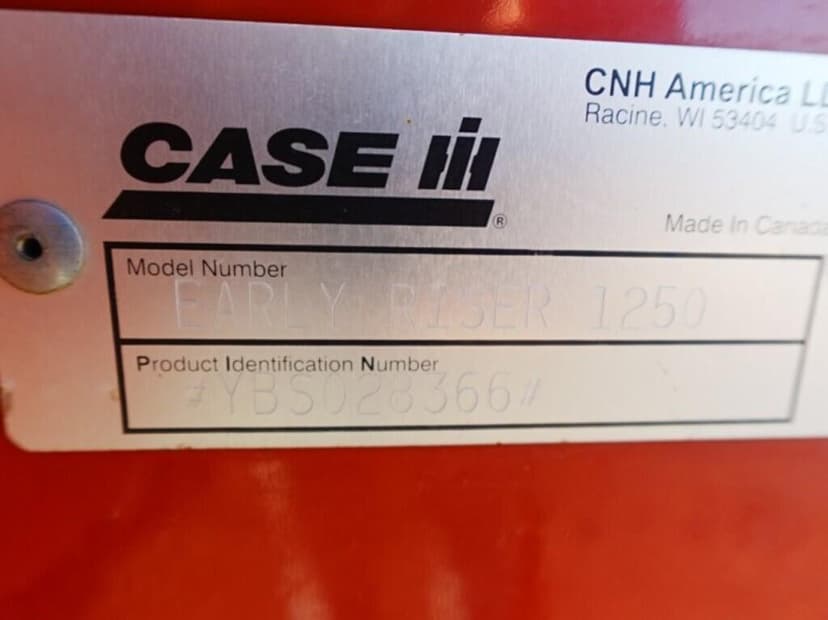 CNH America LL
Racine, WI 53404 U.S
CASE IH
®
Made In Canada
Model Number
EARLY RISER 1250
Product Identification Number
#YBS028366#